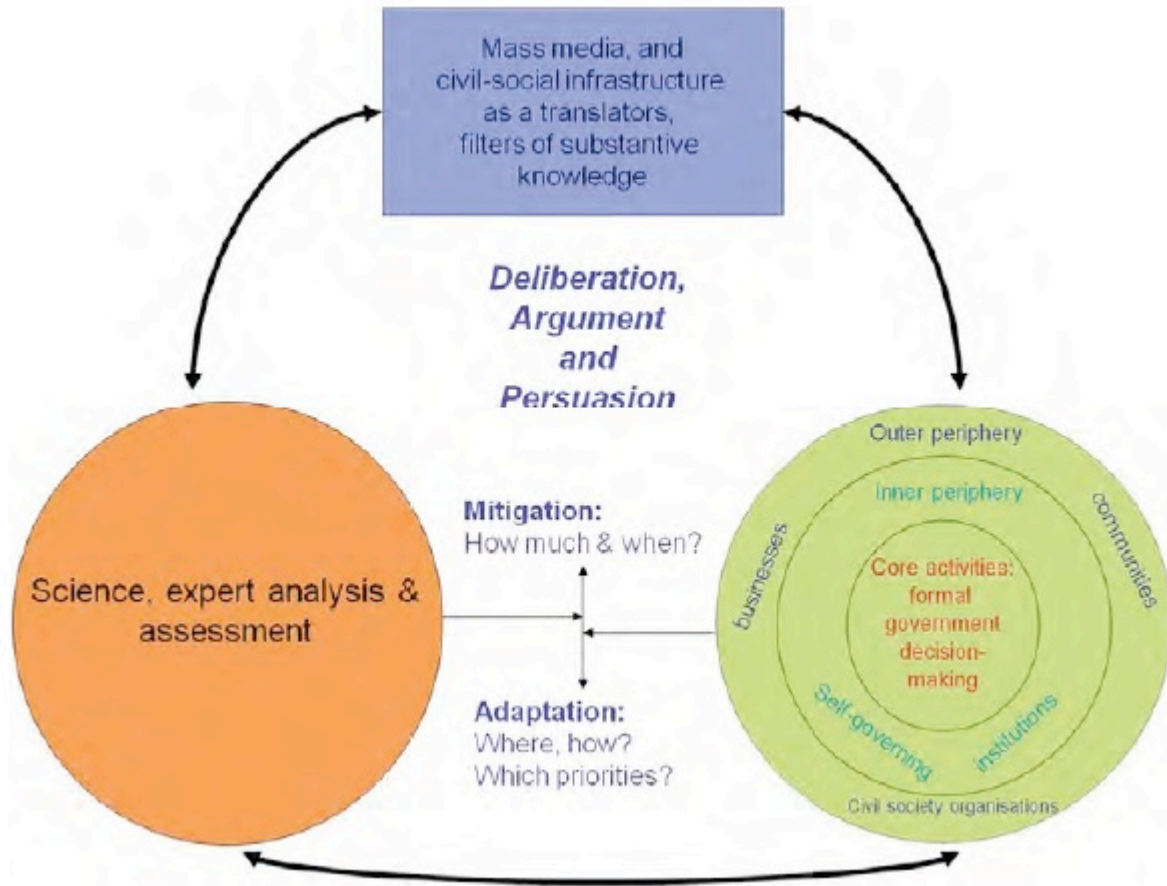 Mass media, and
civil-social infrastructure
as a translators,
filters of substantive
knowledge
Deliberation,
Argument
and
Persuasion
Science, expert analysis &
assessment
Mitigation:
How much & when?
Adaptation:
Where, how?
Which priorities?
Outer periphery
Inner periphery
businesses
communities
Core activities:
formal
government
decision-
making
Self-governing
institutions
Civil society organisations